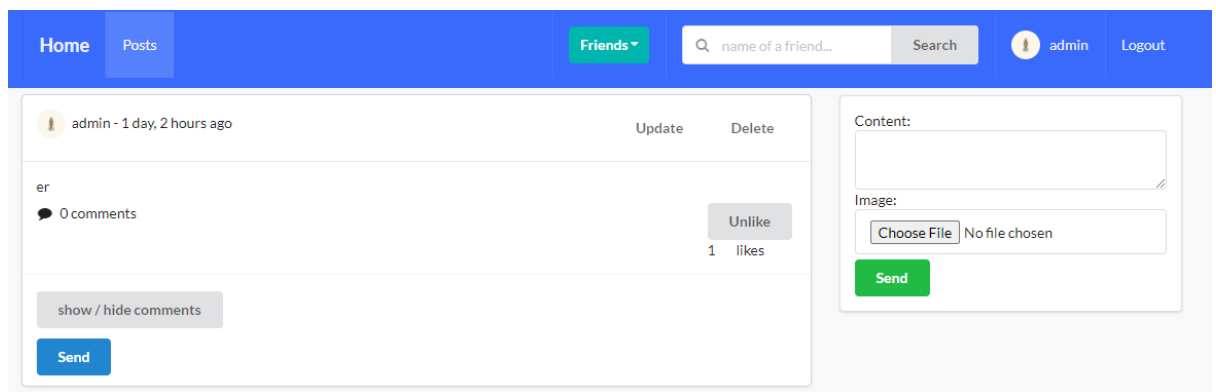 Home Posts Friends name of a friend... Search admin Logout
admin - 1 day, 2 hours ago Update Delete
er
0 comments
Unlike
1 likes
show / hide comments
Send
Content:
Image:
Choose File No file chosen
Send